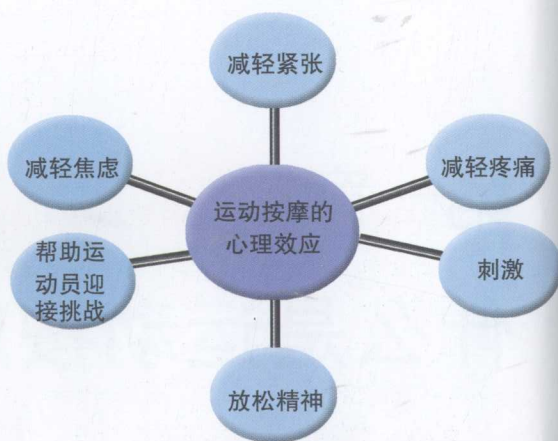 减轻紧张
减轻焦虑
减轻疼痛
运动按摩的
心理效应
帮助运
动员迎
接挑战
刺激
放松精神